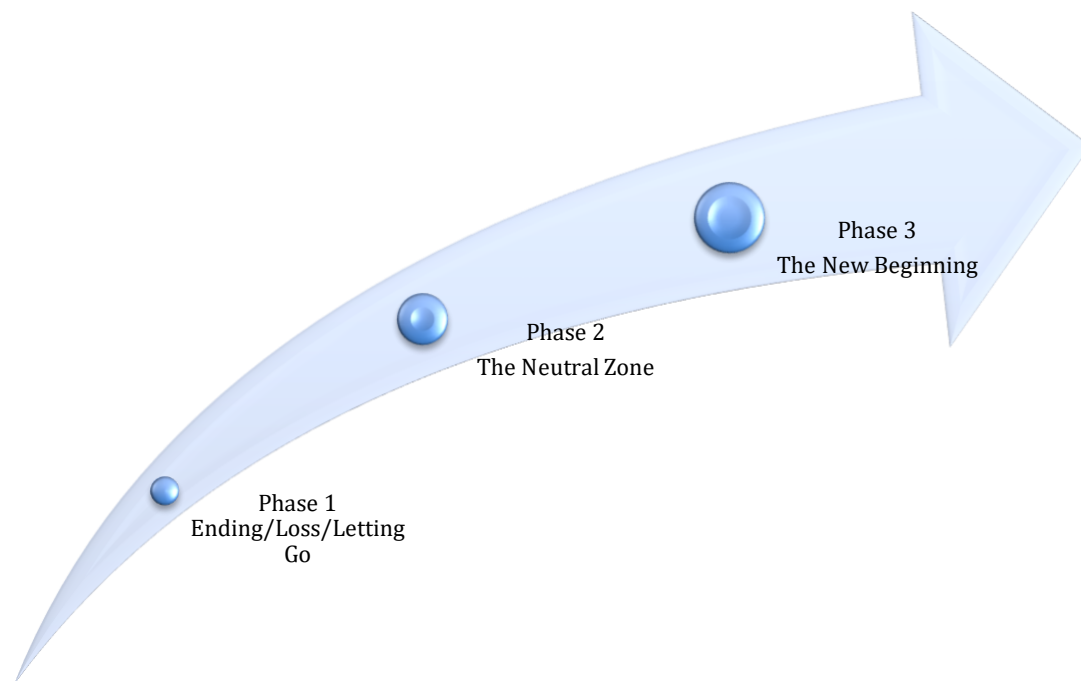 Phase 3
The New Beginning
Phase 2
The Neutral Zone
Phase 1
Ending/Loss/Letting
Go